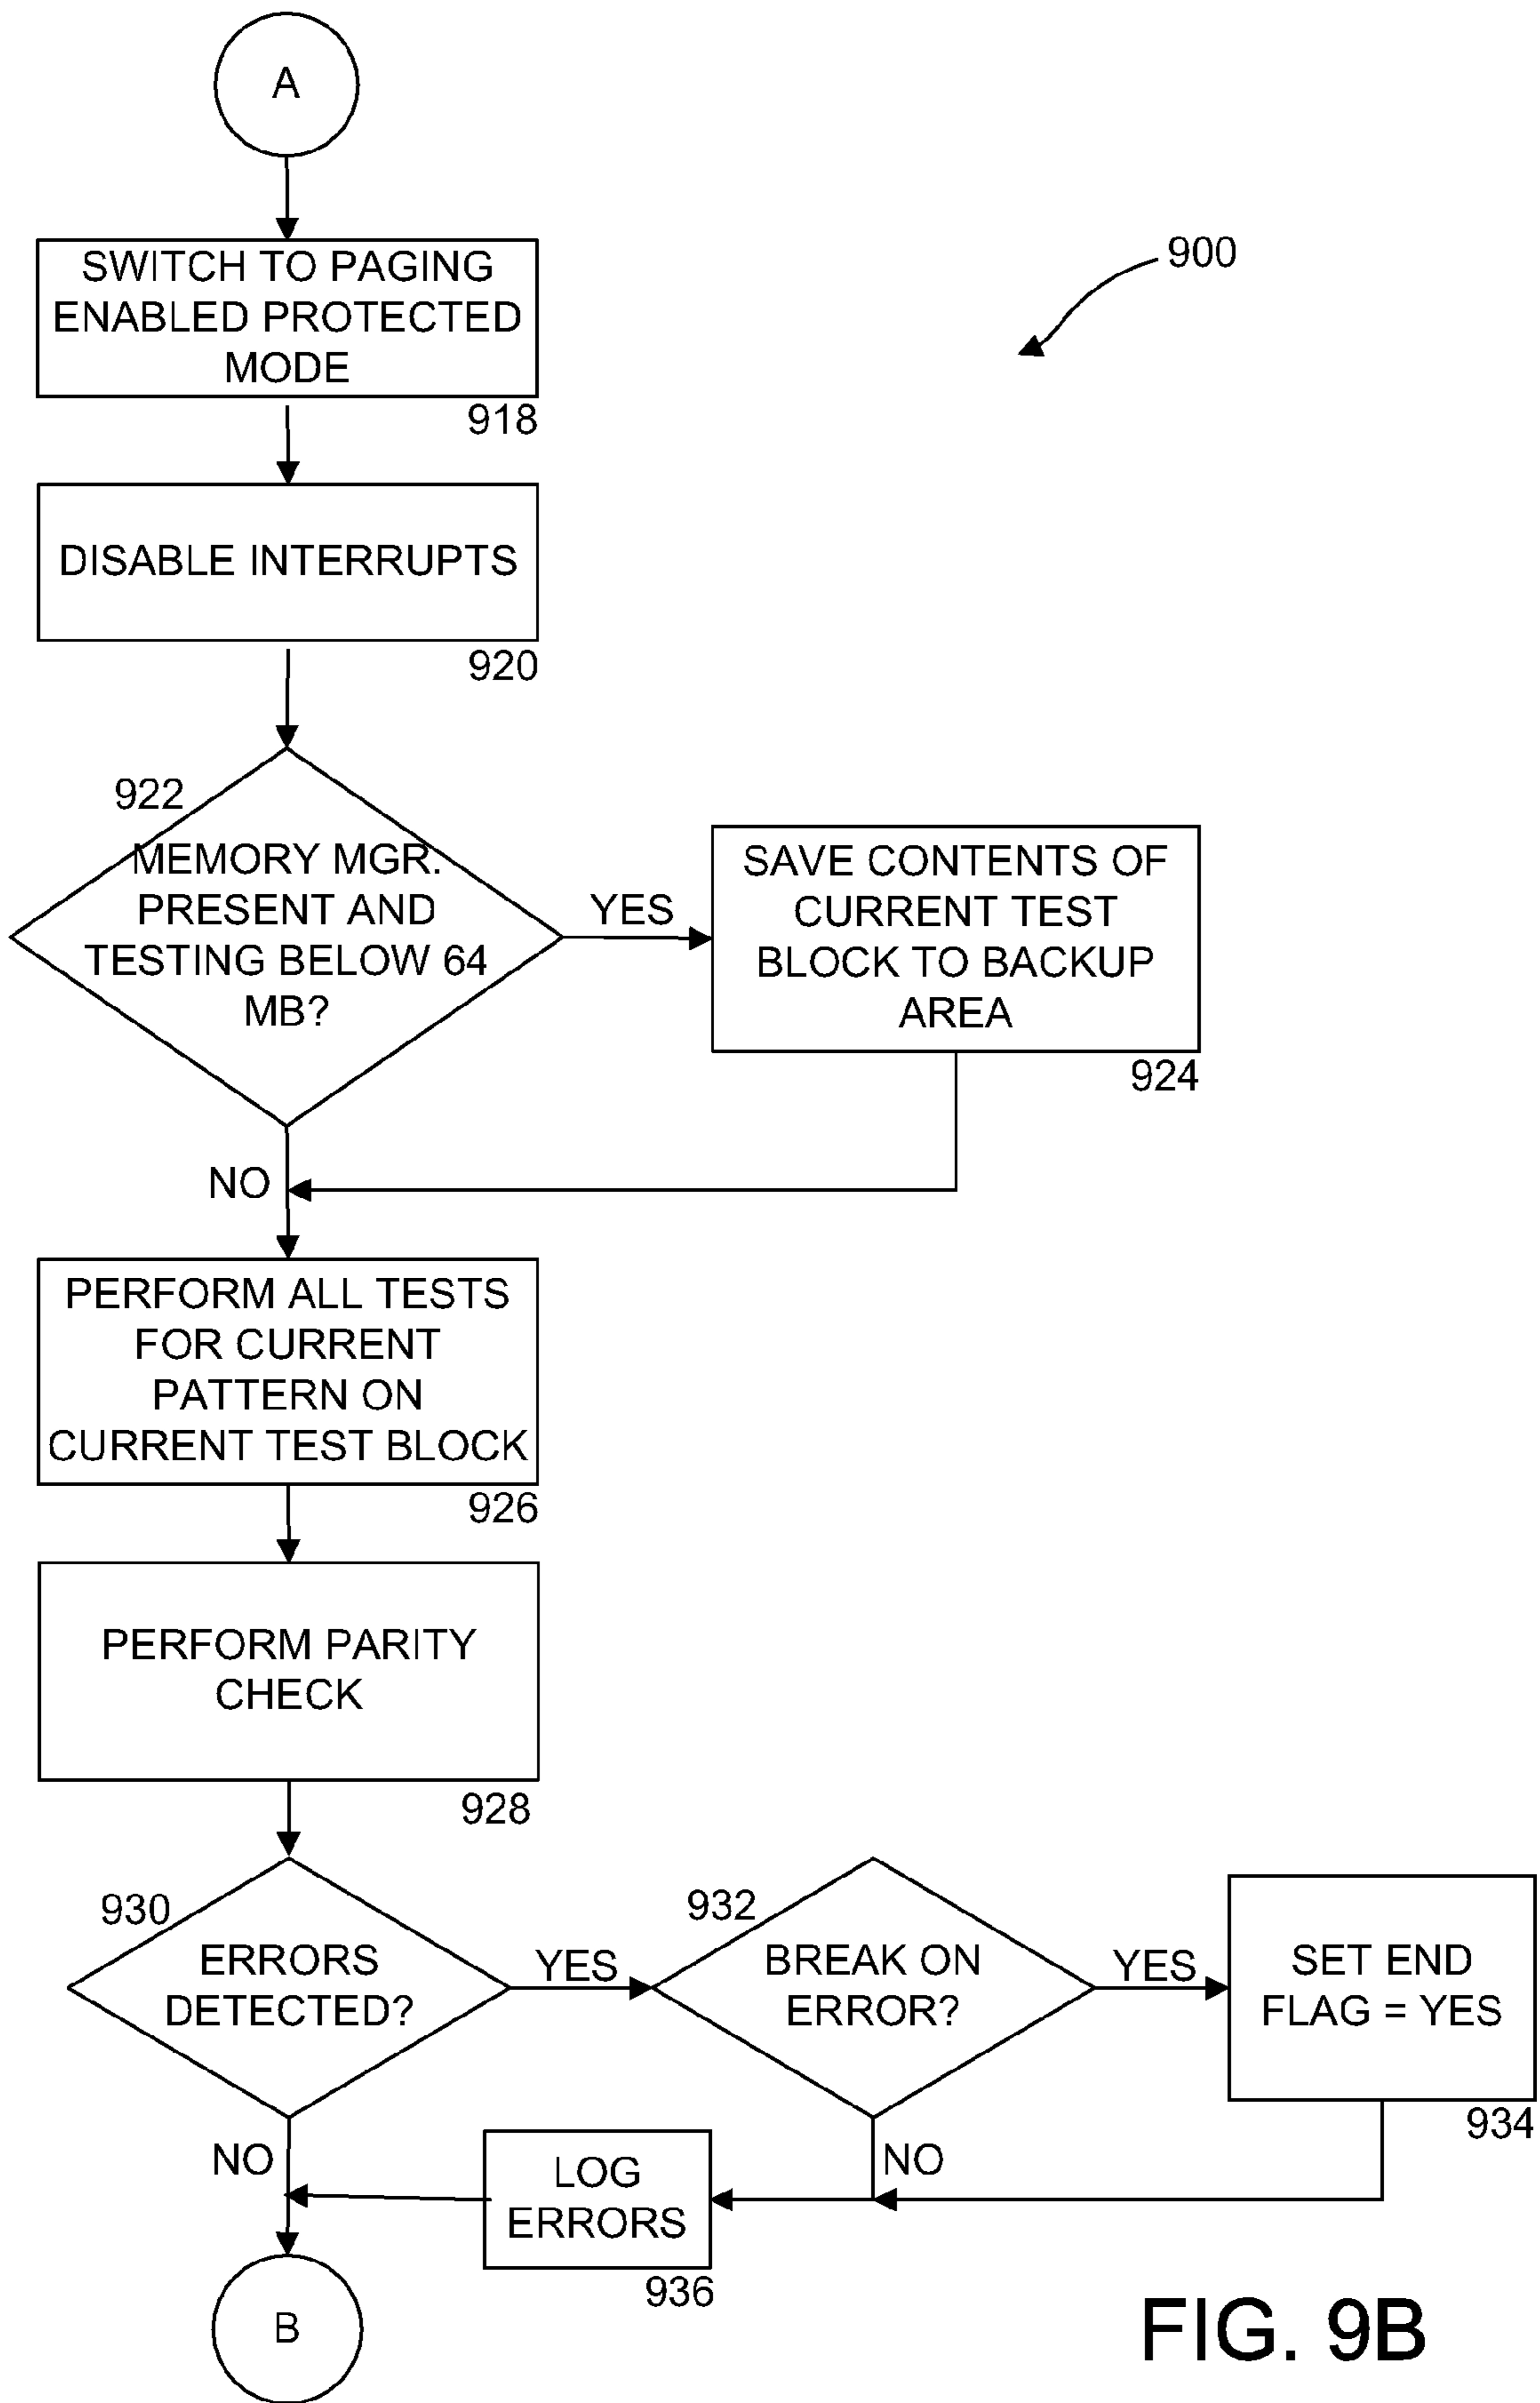 A
SWITCH TO PAGING
ENABLED PROTECTED
MODE
918
900
DISABLE INTERRUPTS
920
922
MEMORY MGR.
PRESENT AND
TESTING BELOW 64
MB?
YES
SAVE CONTENTS OF
CURRENT TEST
BLOCK TO BACKUP
AREA
924
NO
PERFORM ALL TESTS
FOR CURRENT
PATTERN ON
CURRENT TEST BLOCK
926
PERFORM PARITY
CHECK
928
930
ERRORS
DETECTED?
YES
932
BREAK ON
ERROR?
YES
SET END
FLAG = YES
934
NO
NO
LOG
ERRORS
936
B
FIG. 9B